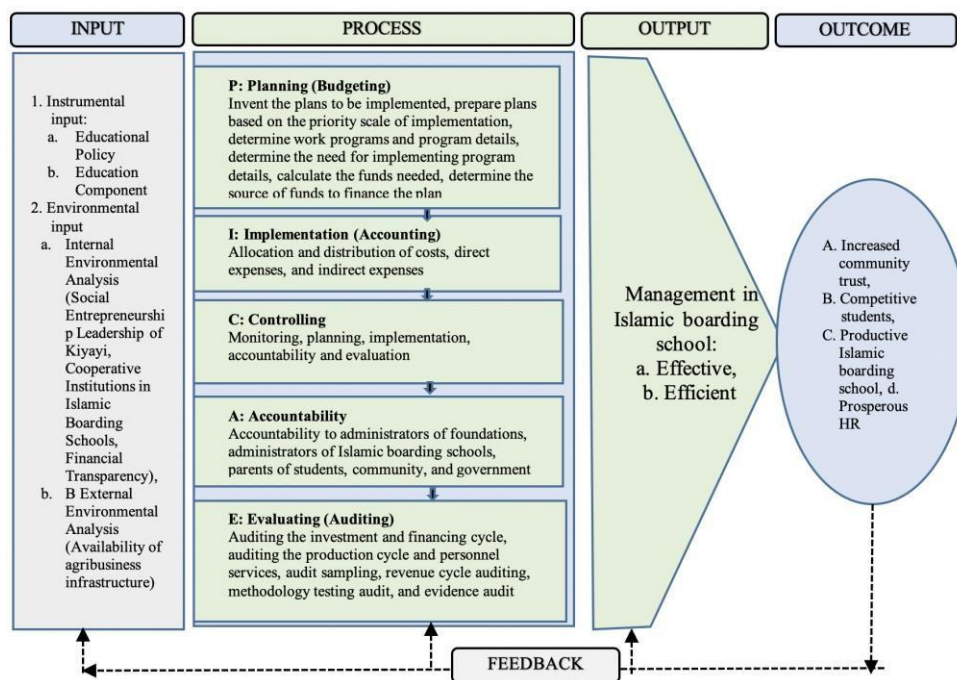 INPUT
PROCESS
OUTPUT
OUTCOME
1. Instrumental
input:
a. Educational
Policy
b. Education
Component
2. Environmental
input
a. Internal
Environmental
Analysis
(Social
Entrepreneurshi
p Leadership of
Kiyayi,
Cooperative
Institutions in
Islamic
Boarding
Schools,
Financial
Transparency),
b. B External
Environmental
Analysis
(Availability of
agribusiness
infrastructure)
P: Planning (Budgeting)
Invent the plans to be implemented, prepare plans
based on the priority scale of implementation,
determine work programs and program details,
determine the need for implementing program
details, calculate the funds needed, determine the
source of funds to finance the plan
I: Implementation (Accounting)
Allocation and distribution of costs, direct
expenses, and indirect expenses
C: Controlling
Monitoring, planning, implementation,
accountability and evaluation
A: Accountability
Accountability to administrators of foundations,
administrators of Islamic boarding schools,
parents of students, community, and government
E: Evaluating (Auditing)
Auditing the investment and financing cycle,
auditing the production cycle and personnel
services, audit sampling, revenue cycle auditing,
methodology testing audit, and evidence audit
Management in
Islamic boarding
school:
a. Effective,
b. Efficient
A. Increased
community
trust,
B. Competitive
students,
C. Productive
Islamic
boarding
school, d.
Prosperous
HR
FEEDBACK